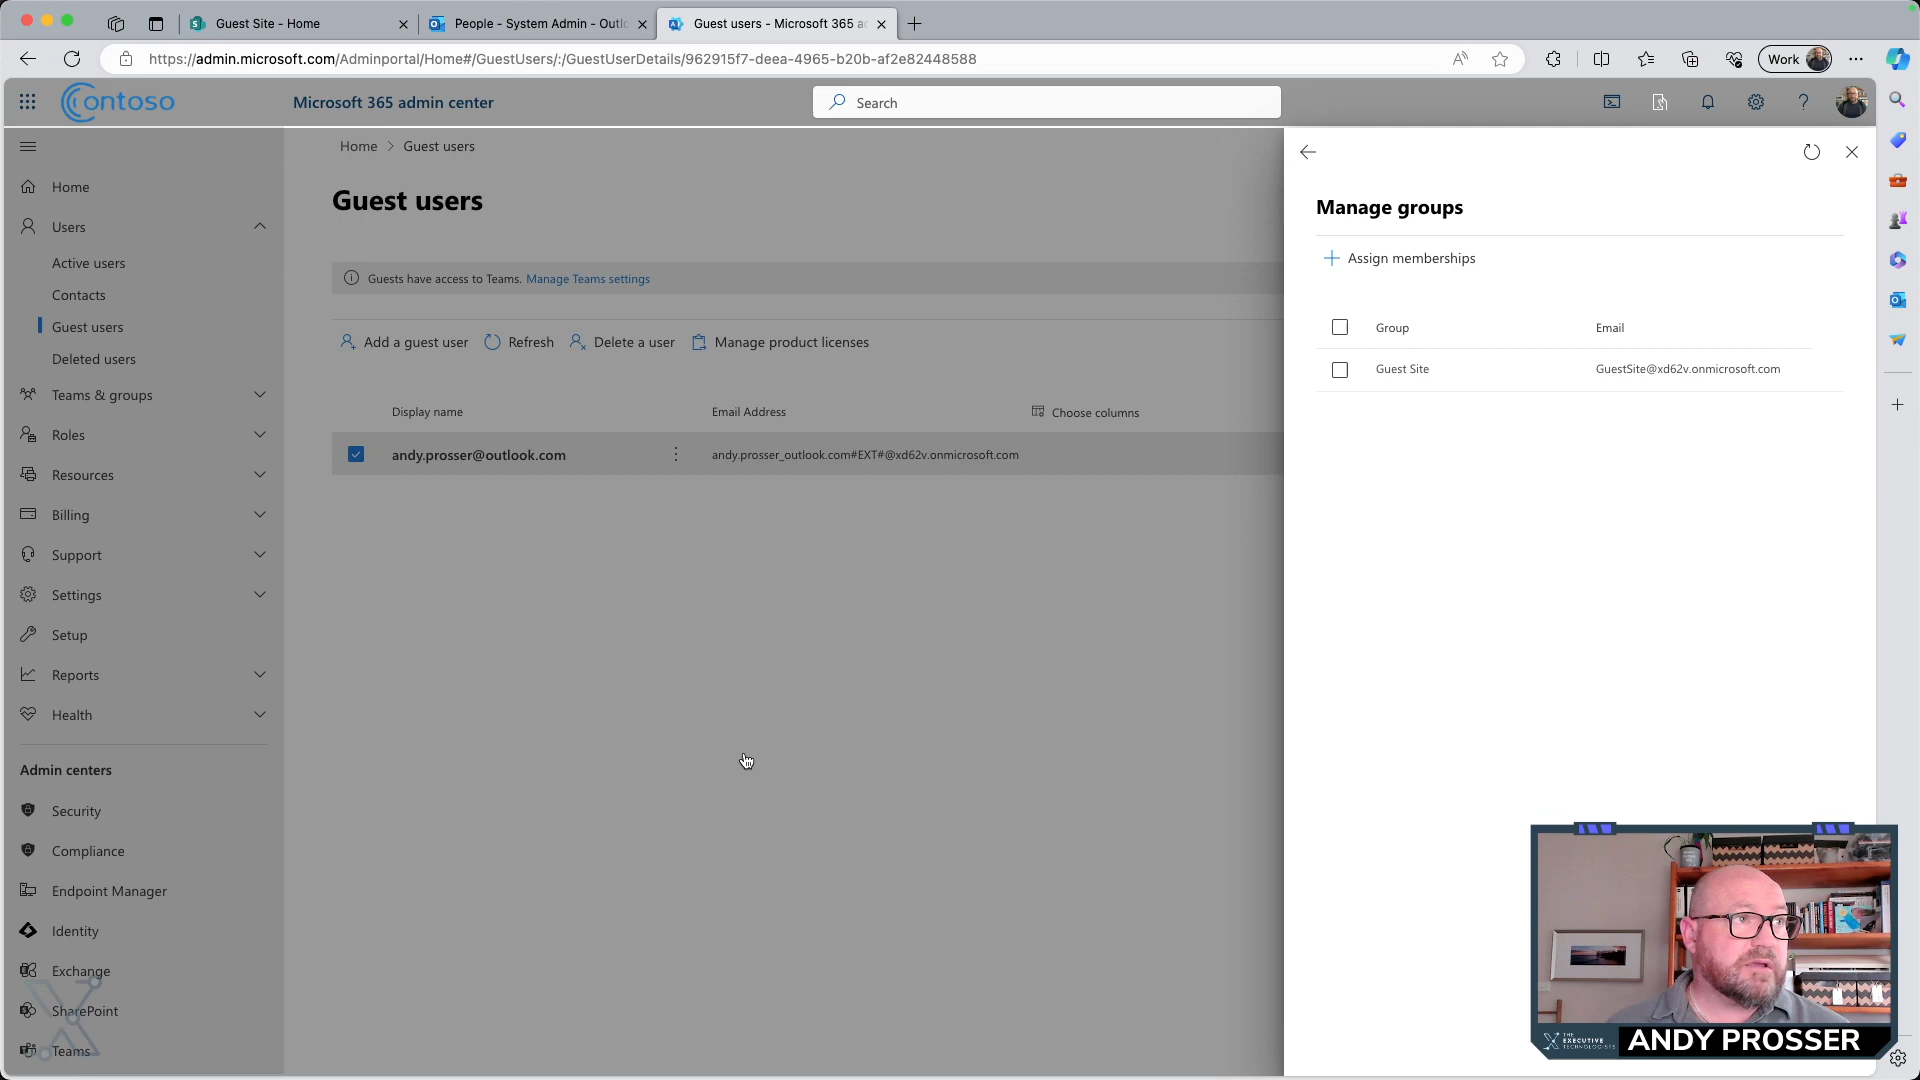 Guest Site - Home
People - System Admin - Outlo
Guest users - Microsoft 365 a
https://admin.microsoft.com/Adminportal/Home#/GuestUsers/:/GuestUserDetails/962915f7-deea-4965-b20b-af2e82448588
Work
Contoso
Microsoft 365 admin center
Search
Home
Users
Active users
Contacts
Guest users
Deleted users
Teams & groups
Roles
Resources
Billing
Support
Settings
Setup
Reports
Health
Admin centers
Security
Compliance
Endpoint Manager
Identity
Exchange
SharePoint
Teams
Home > Guest users
Guest users
Guests have access to Teams. Manage Teams settings
Add a guest user
Refresh
Delete a user
Manage product licenses
Display name
Email Address
Choose columns
andy.prosser@outlook.com
andy.prosser_outlook.com#EXT#@xd62v.onmicrosoft.com
Manage groups
Assign memberships
Group
Email
Guest Site
GuestSite@xd62v.onmicrosoft.com
THE
EXECUTIVE
TECHNOLOGISTS
ANDY PROSSER